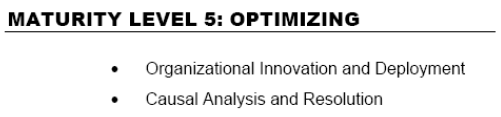 MATURITY LEVEL 5: OPTIMIZING
• Organizational Innovation and Deployment
• Causal Analysis and Resolution